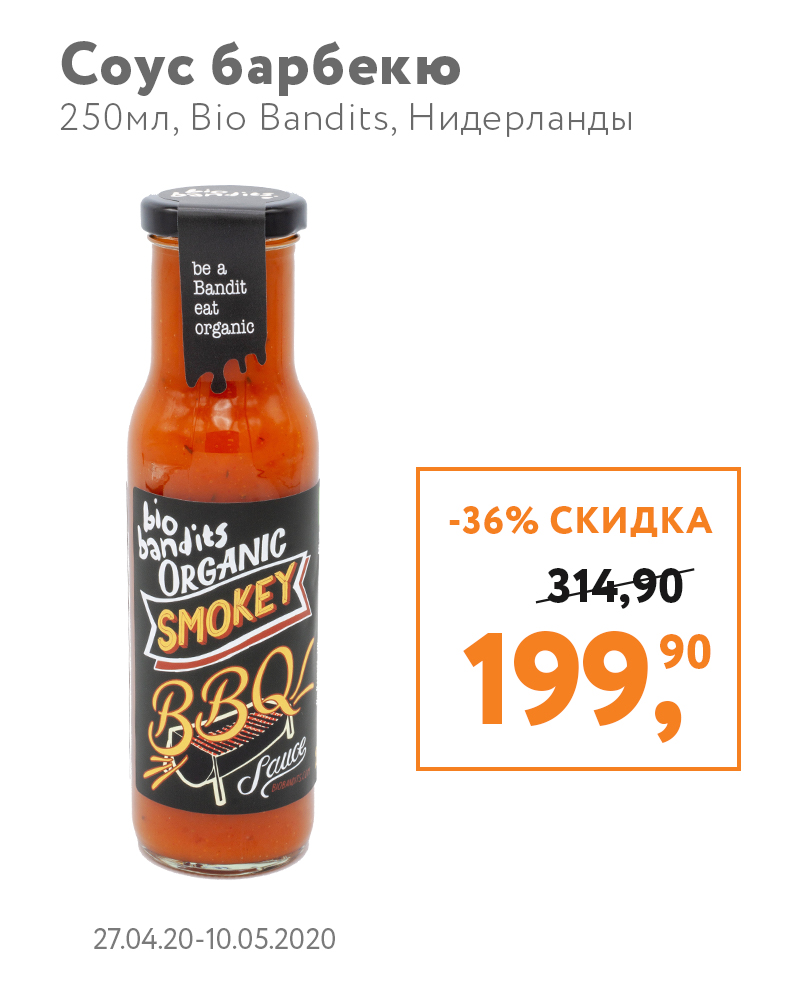 Соус барбекю
250мл, Bio Bandits, Нидерланды
be a
Bandit
eat
organic
bio
bandits
ORGANIC
SMOKEY
BBQ
Sauce
-36% СКИДКА
314,90
199,90
27.04.20-10.05.2020